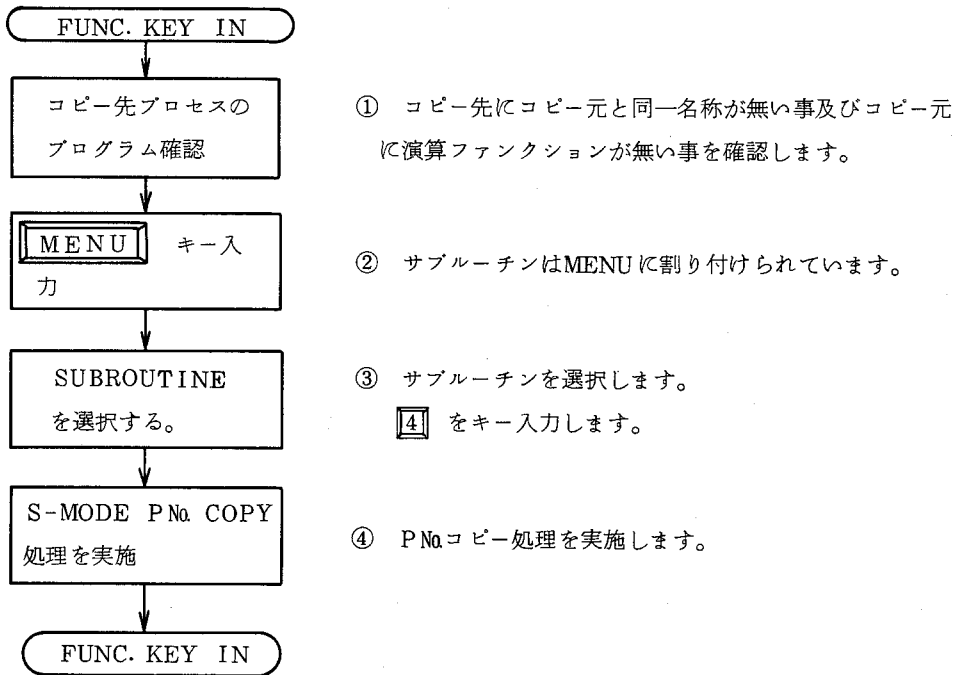 FUNC. KEY IN
コピー先プロセスの
プログラム確認
① コピー先にコピー元と同一名称が無い事及びコピー元
に演算ファンクションが無い事を確認します。
MENU キー入
力
② サブルーチンはMENUに割り付けられています。
SUBROUTINE
を選択する。
③ サブルーチンを選択します。
4 をキー入力します。
S-MODE P№ COPY
処理を実施
④ P№コピー処理を実施します。
FUNC. KEY IN